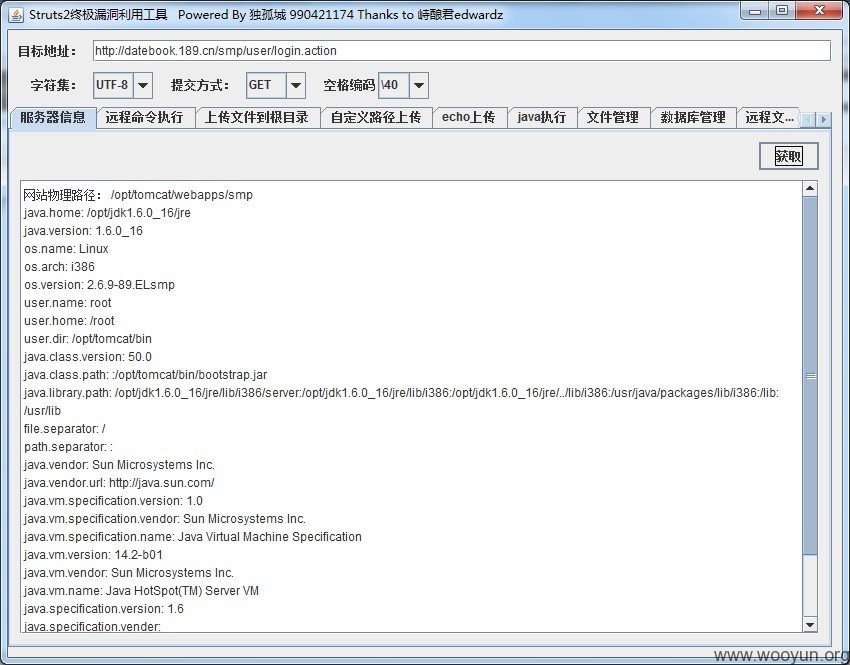 Struts2终极漏洞利用工具 Powered By 独孤城 990421174 Thanks to 峙酿君edwardz
目标地址： http://datebook.189.cn/smp/user/login.action
字符集： UTF-8 提交方式： GET 空格编码 \40
服务器信息 远程命令执行 上传文件到根目录 自定义路径上传 echo上传 java执行 文件管理 数据库管理 远程文...
获取
网站物理路径： /opt/tomcat/webapps/smp
java.home: /opt/jdk1.6.0_16/jre
java.version: 1.6.0_16
os.name: Linux
os.arch: i386
os.version: 2.6.9-89.ELsmp
user.name: root
user.home: /root
user.dir: /opt/tomcat/bin
java.class.version: 50.0
java.class.path: :/opt/tomcat/bin/bootstrap.jar
java.library.path: /opt/jdk1.6.0_16/jre/lib/i386/server:/opt/jdk1.6.0_16/jre/lib/i386:/opt/jdk1.6.0_16/jre/../lib/i386:/usr/java/packages/lib/i386:/lib:
/usr/lib
file.separator: /
path.separator: :
java.vendor: Sun Microsystems Inc.
java.vendor.url: http://java.sun.com/
java.vm.specification.version: 1.0
java.vm.specification.vendor: Sun Microsystems Inc.
java.vm.specification.name: Java Virtual Machine Specification
java.vm.version: 14.2-b01
java.vm.vendor: Sun Microsystems Inc.
java.vm.name: Java HotSpot(TM) Server VM
java.specification.version: 1.6
java.specification.vender:
www.wooyun.org